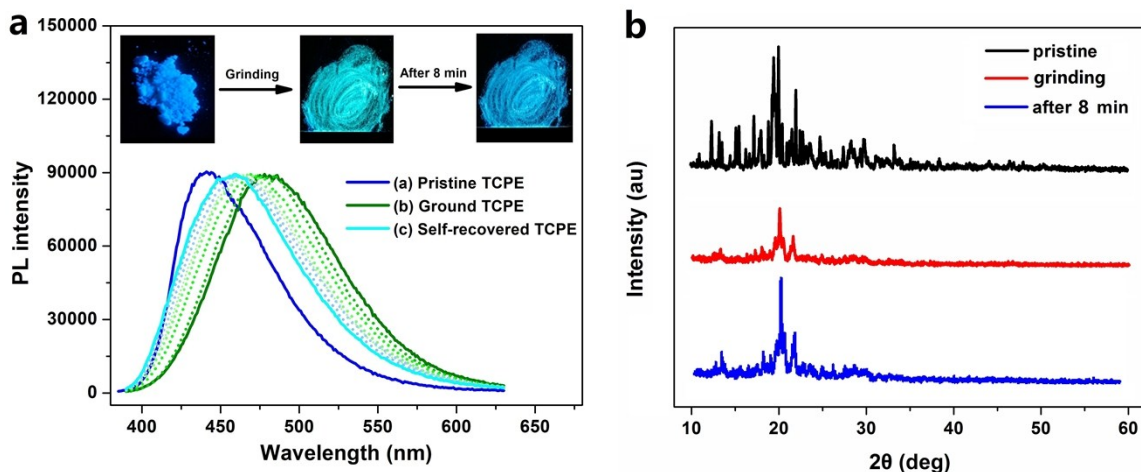 a
150000
120000
90000
60000
30000
0
PL intensity
Grinding
After 8 min
(a) Pristine TCPE
(b) Ground TCPE
(c) Self-recovered TCPE
400 450 500 550 600 650
Wavelength (nm)
b
pristine
grinding
after 8 min
Intensity (au)
10 20 30 40 50 60
2θ (deg)